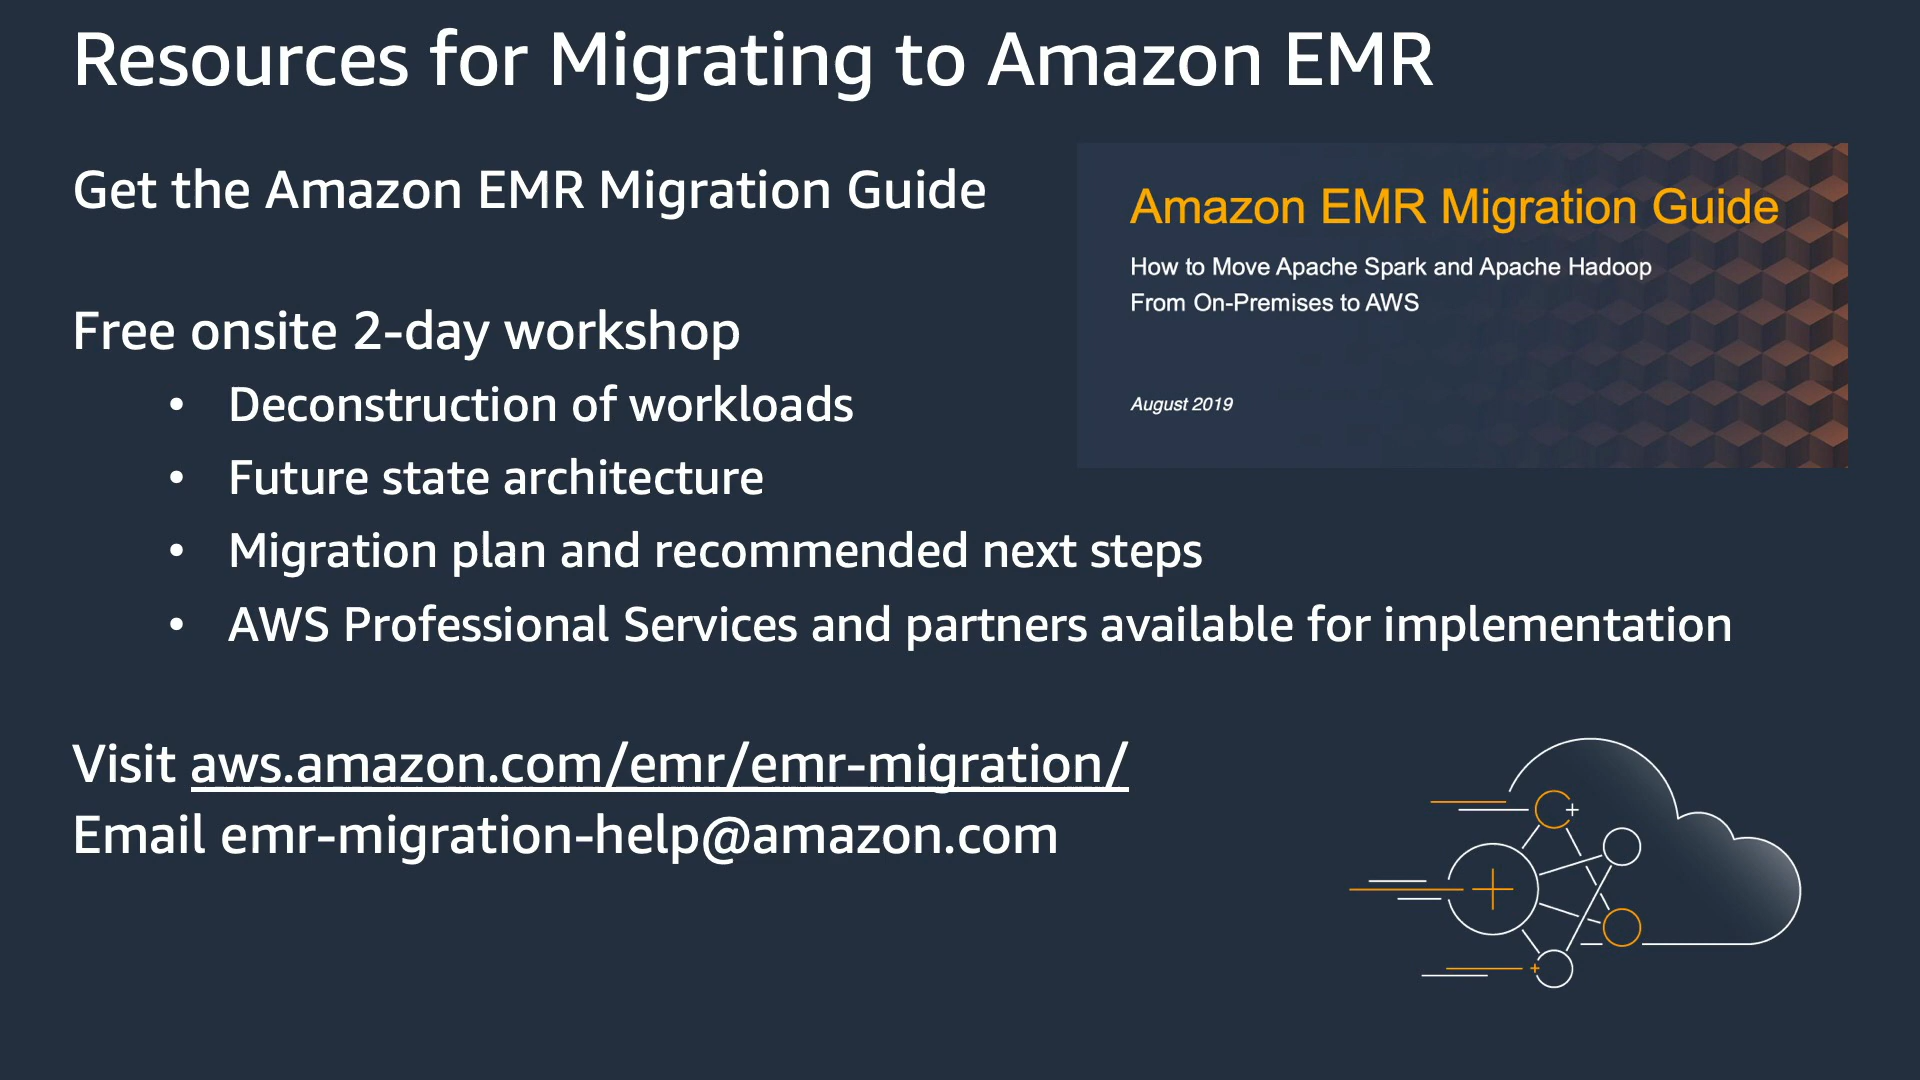 Resources for Migrating to Amazon EMR
Get the Amazon EMR Migration Guide
Amazon EMR Migration Guide
How to Move Apache Spark and Apache Hadoop
From On-Premises to AWS
August 2019
Free onsite 2-day workshop
• Deconstruction of workloads
• Future state architecture
• Migration plan and recommended next steps
• AWS Professional Services and partners available for implementation
Visit aws.amazon.com/emr/emr-migration/
Email emr-migration-help@amazon.com